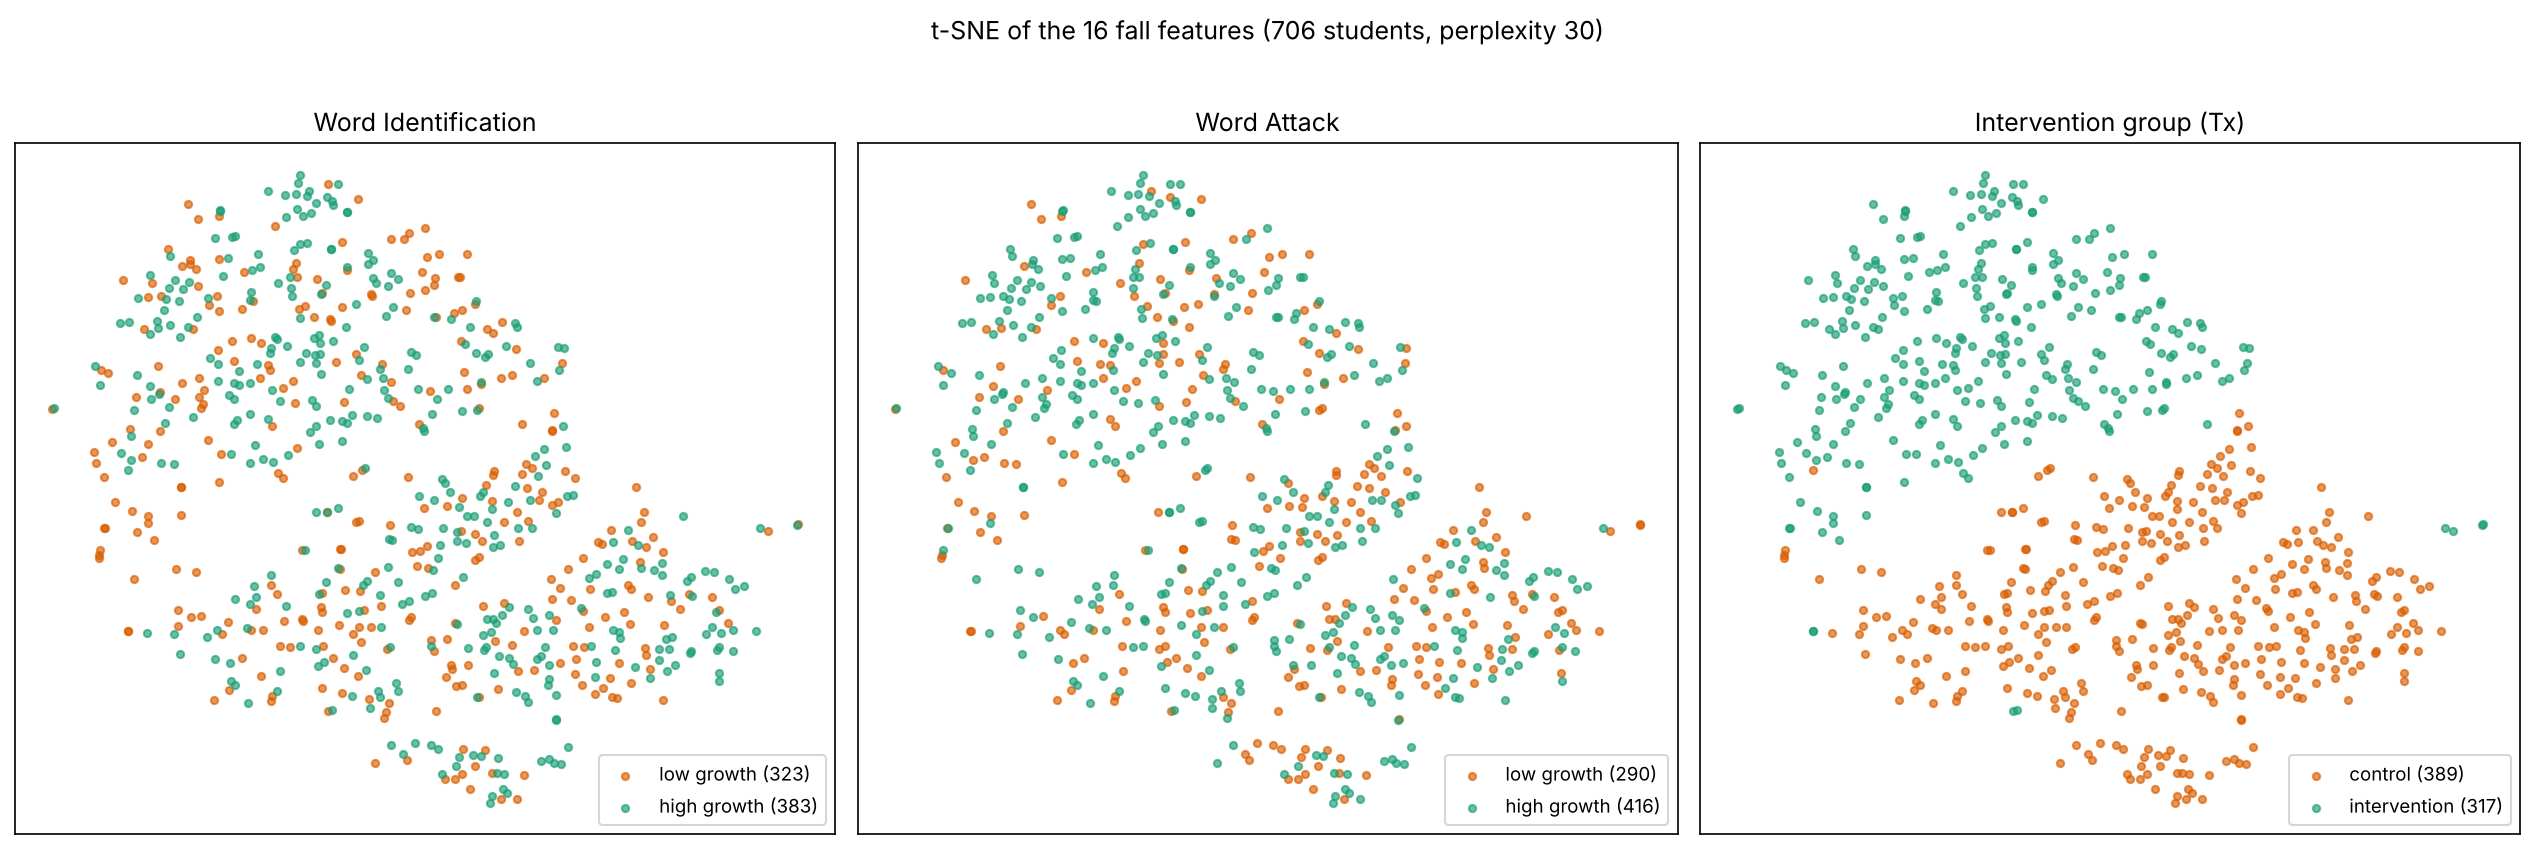 t-SNE of the 16 fall features (706 students, perplexity 30)
Word Identification
low growth (323)
high growth (383)
Word Attack
low growth (290)
high growth (416)
Intervention group (Tx)
control (389)
intervention (317)